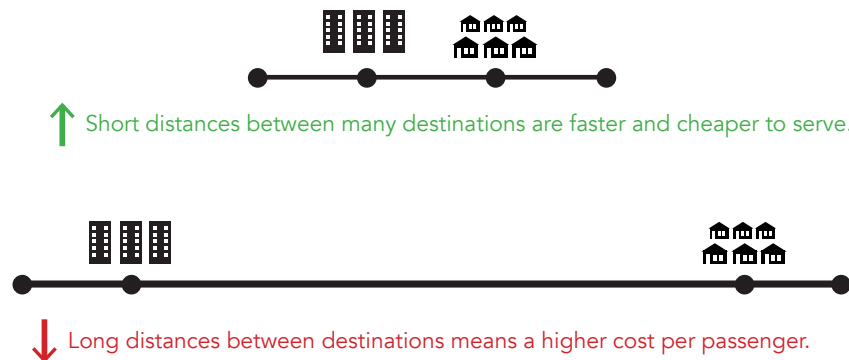 Short distances between many destinations are faster and cheaper to serve.
Long distances between destinations means a higher cost per passenger.